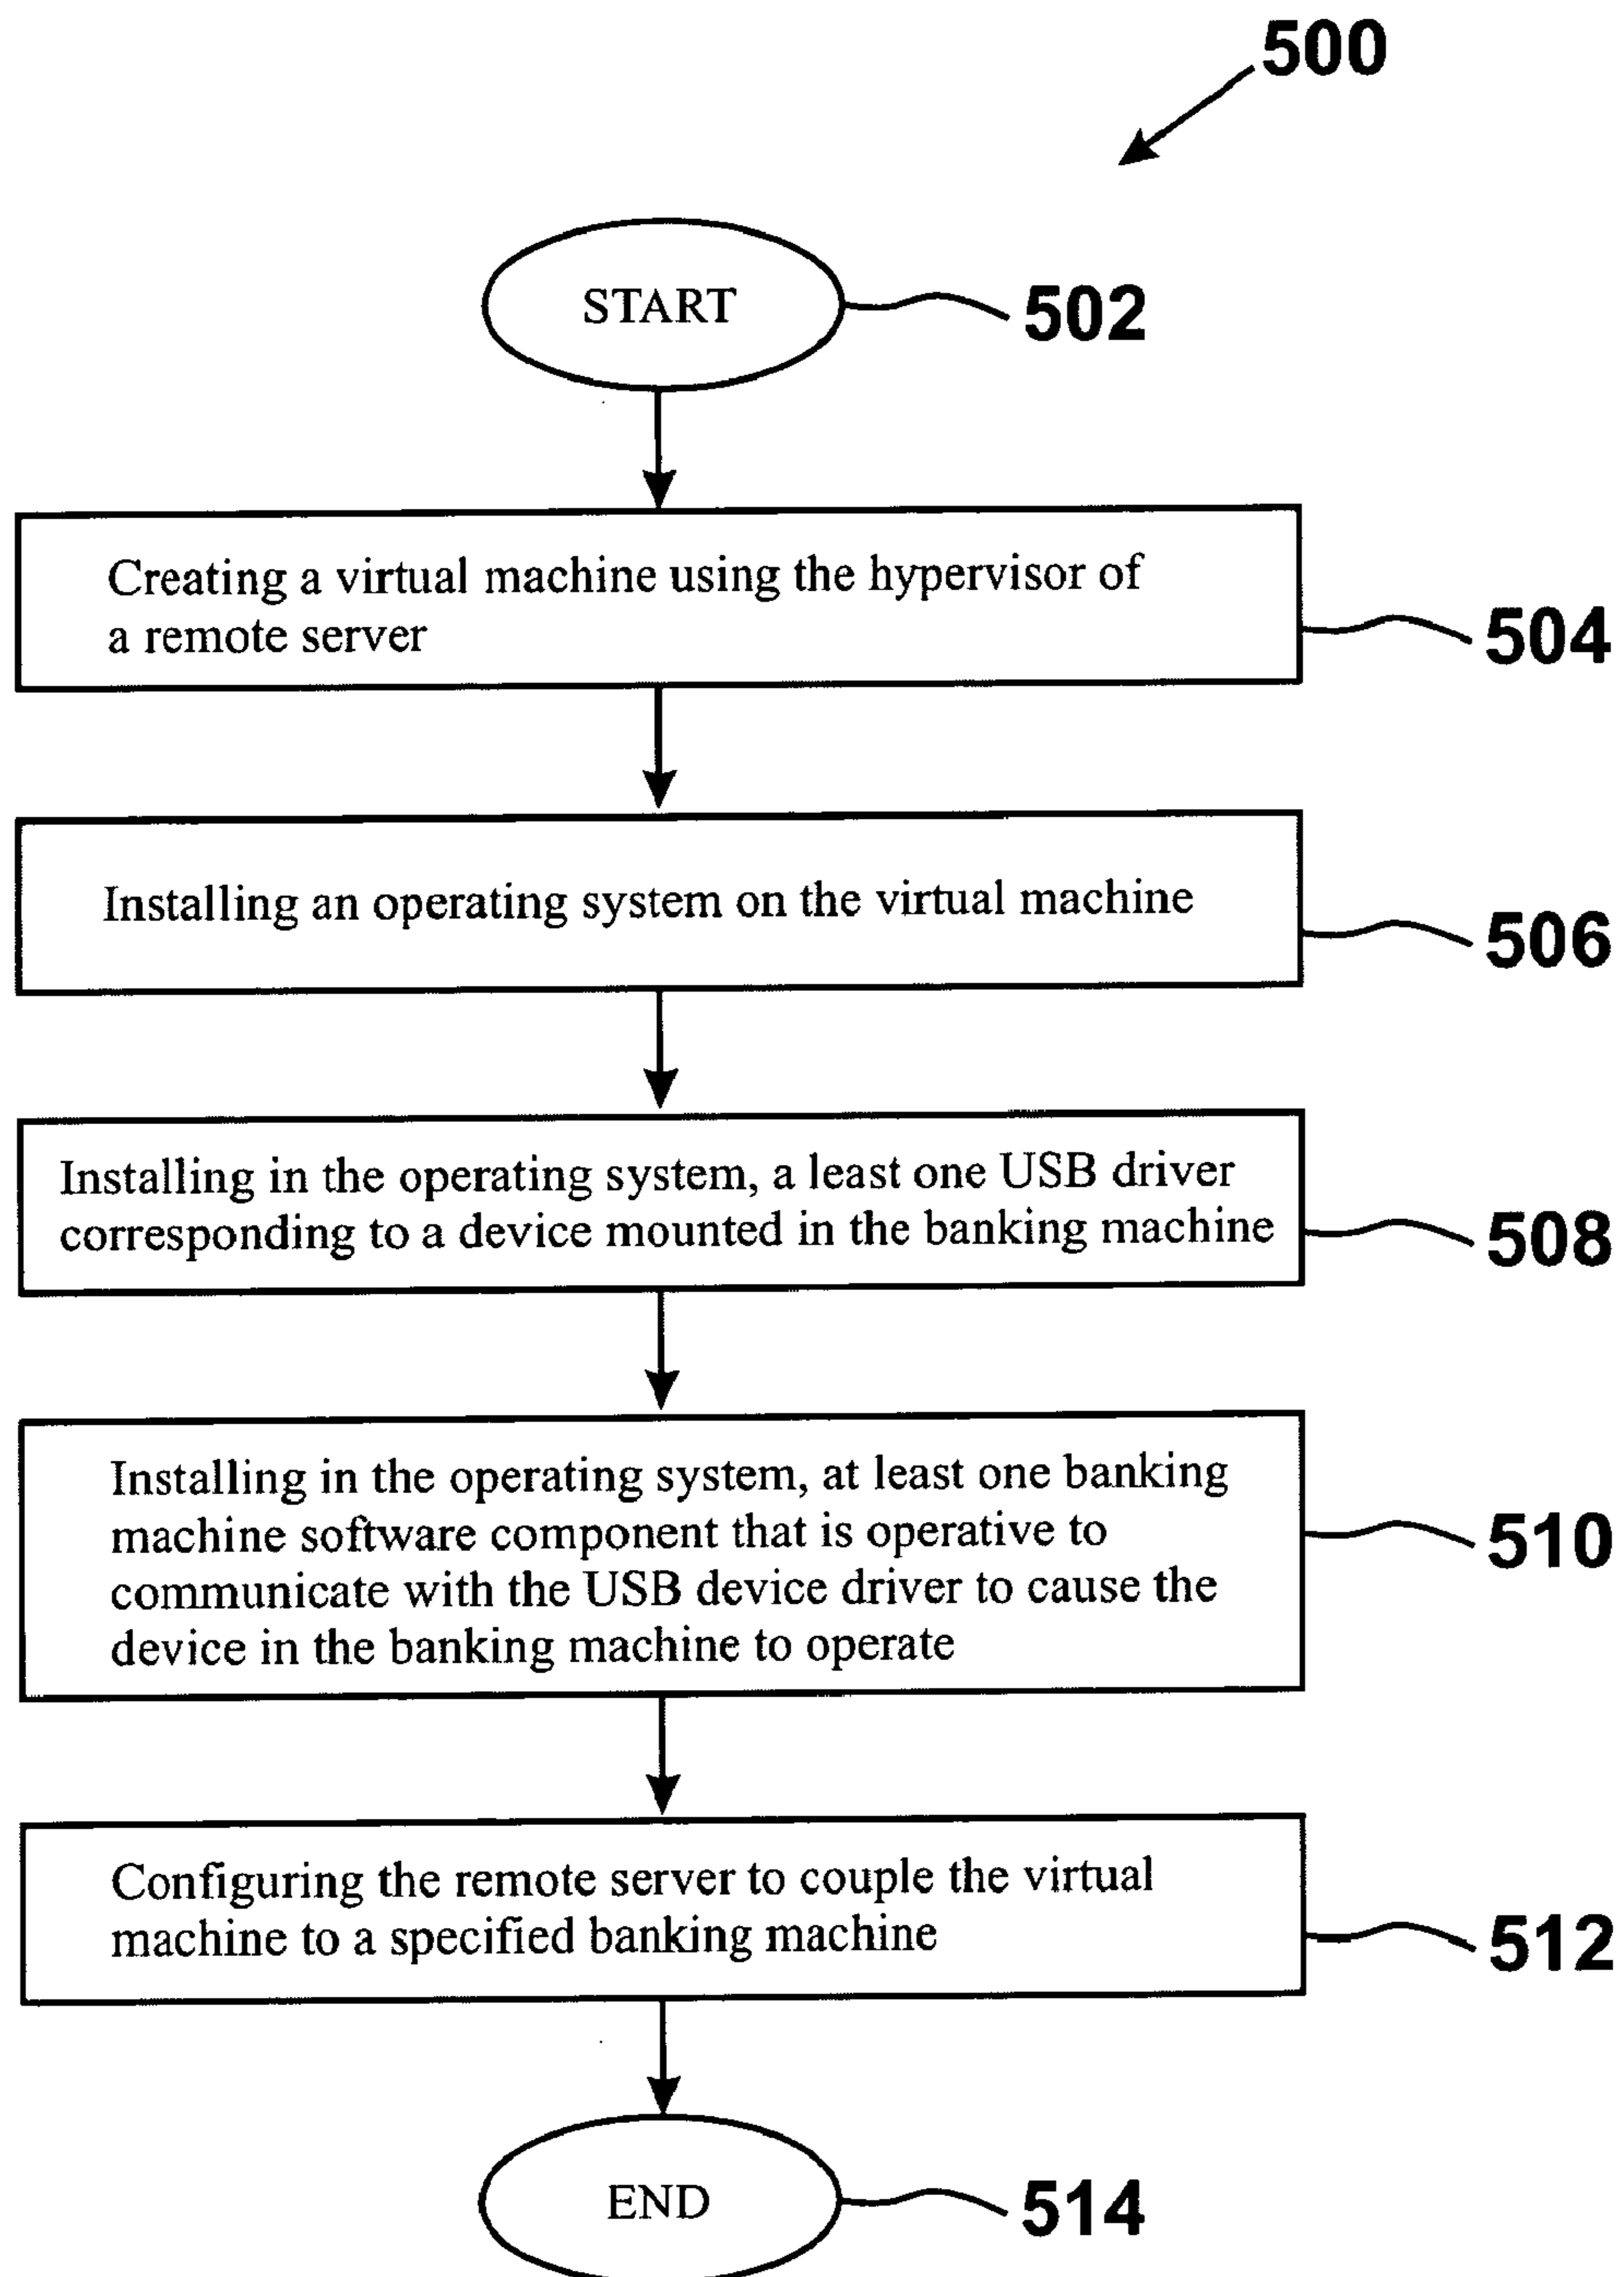 500
START
502
Creating a virtual machine using the hypervisor of
a remote server
504
Installing an operating system on the virtual machine
506
Installing in the operating system, a least one USB driver
corresponding to a device mounted in the banking machine
508
Installing in the operating system, at least one banking
machine software component that is operative to
communicate with the USB device driver to cause the
device in the banking machine to operate
510
Configuring the remote server to couple the virtual
machine to a specified banking machine
512
END
514